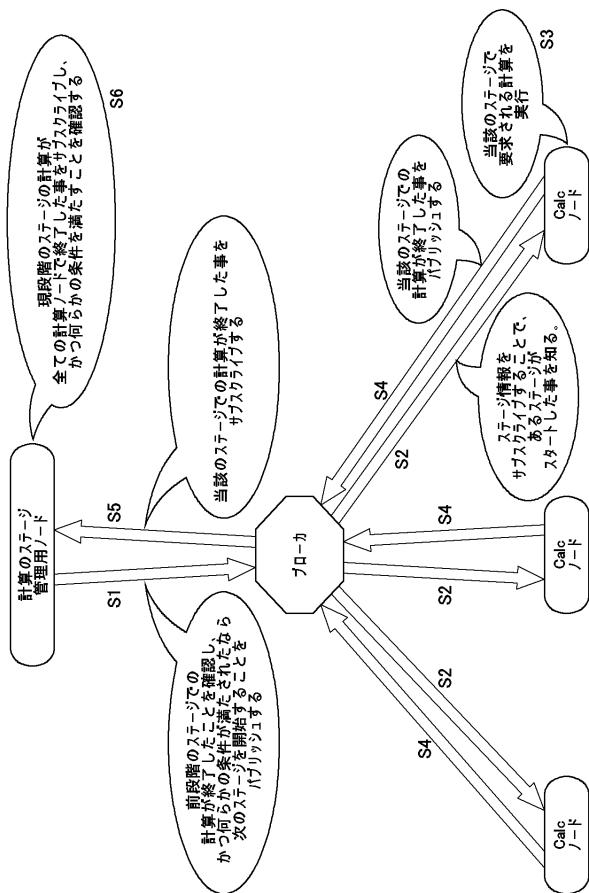 現段階のステージの計算が
全ての計算ノードで終了した事をサブスクライブし、
かつ何らかの条件を満たすことを確認する
S6
計算のステージ
管理用ノード
S1
S5
当該のステージでの計算が終了した事を
サブスクライブする
前段階のステージでの
計算が終了したことを確認し、
かつ何らかの条件が満たされたなら
次のステージを開始することを
パブリッシュする
ブローカ
当該のステージでの
計算が終了した事を
パブリッシュする
当該のステージで
要求される計算を
実行
S3
ステージ情報を
サブスクライブすることで、
あるステージが
スタートした事を知る。
S4
S2
S2
S4
S4
S2
Calc
ノード
Calc
ノード
Calc
ノード